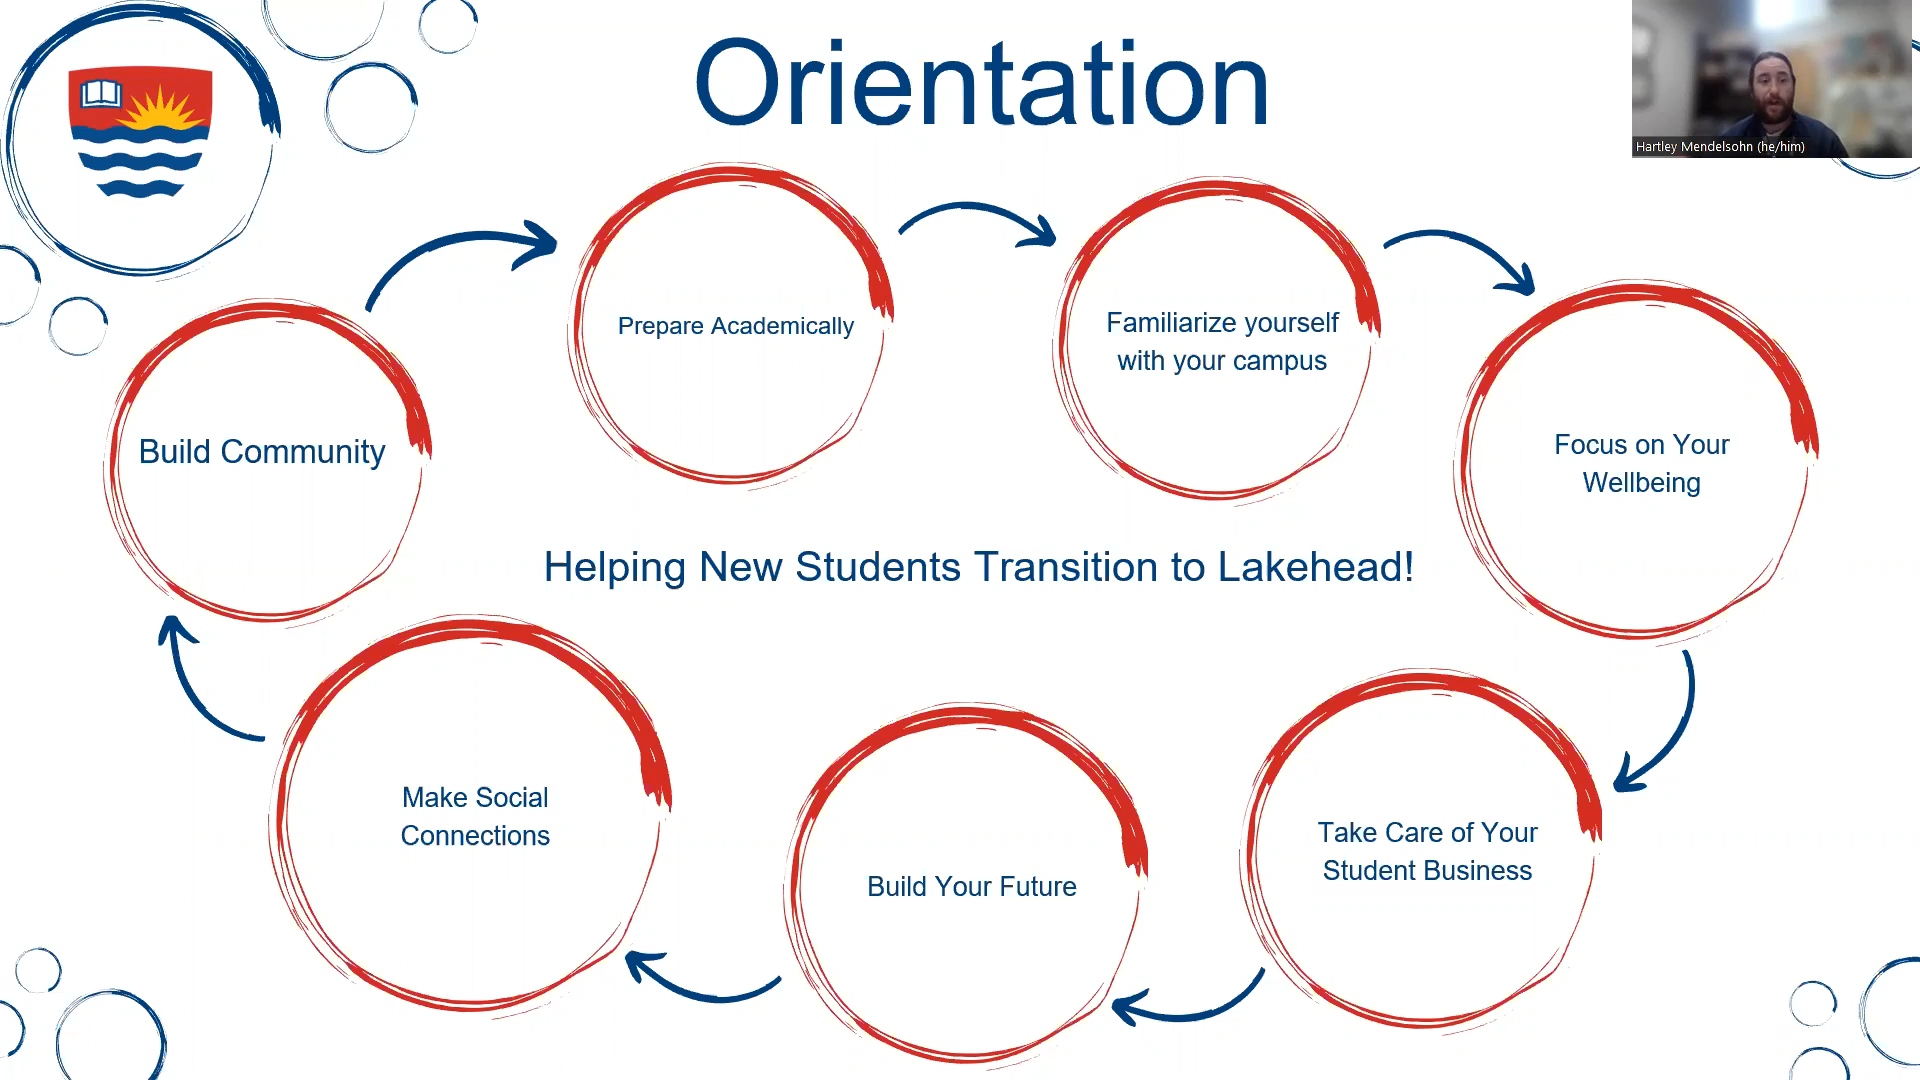 Orientation
Hartley Mendelsohn (he/him)
Prepare Academically
Familiarize yourself
with your campus
Build Community
Focus on Your
Wellbeing
Helping New Students Transition to Lakehead!
Make Social
Connections
Build Your Future
Take Care of Your
Student Business